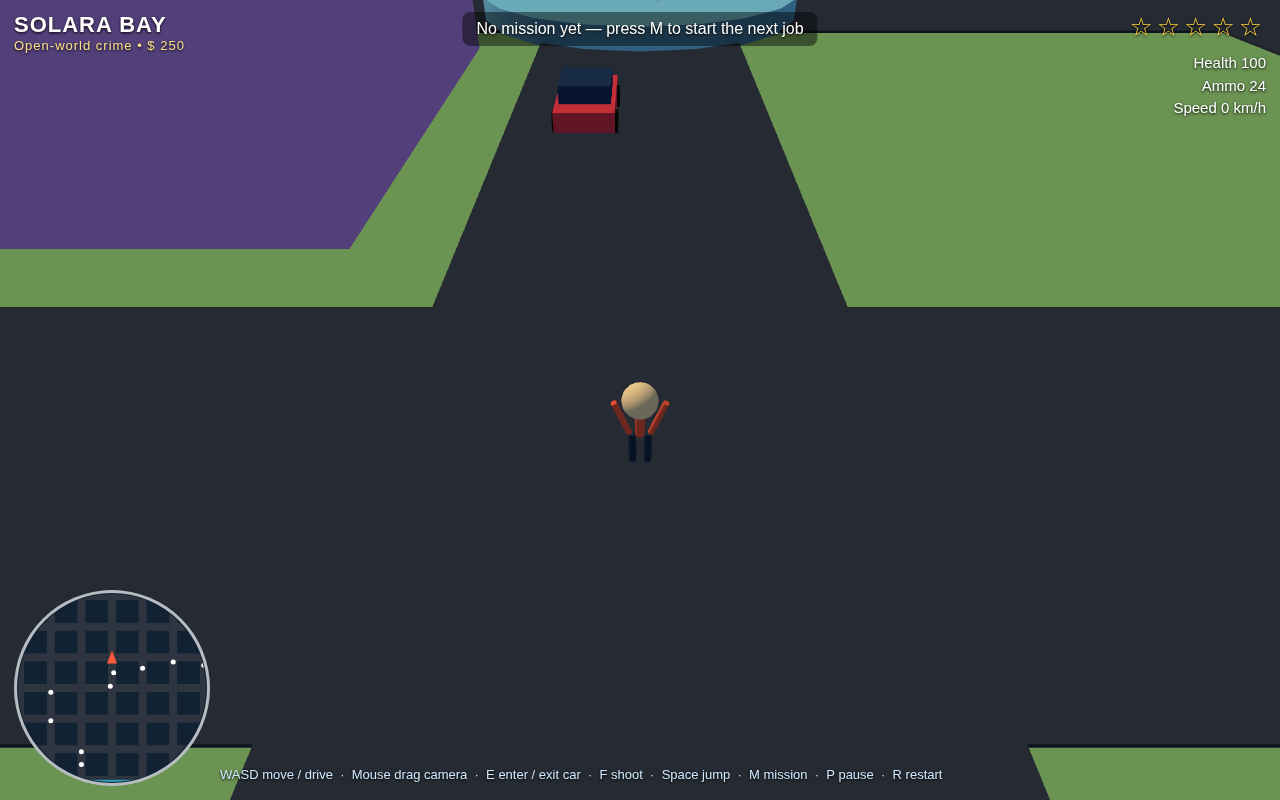 SOLARA BAY
Open-world crime • $ 250
No mission yet — press M to start the next job
☆☆☆☆☆
Health 100
Ammo 24
Speed 0 km/h
WASD move / drive · Mouse drag camera · E enter / exit car · F shoot · Space jump · M mission · P pause · R restart